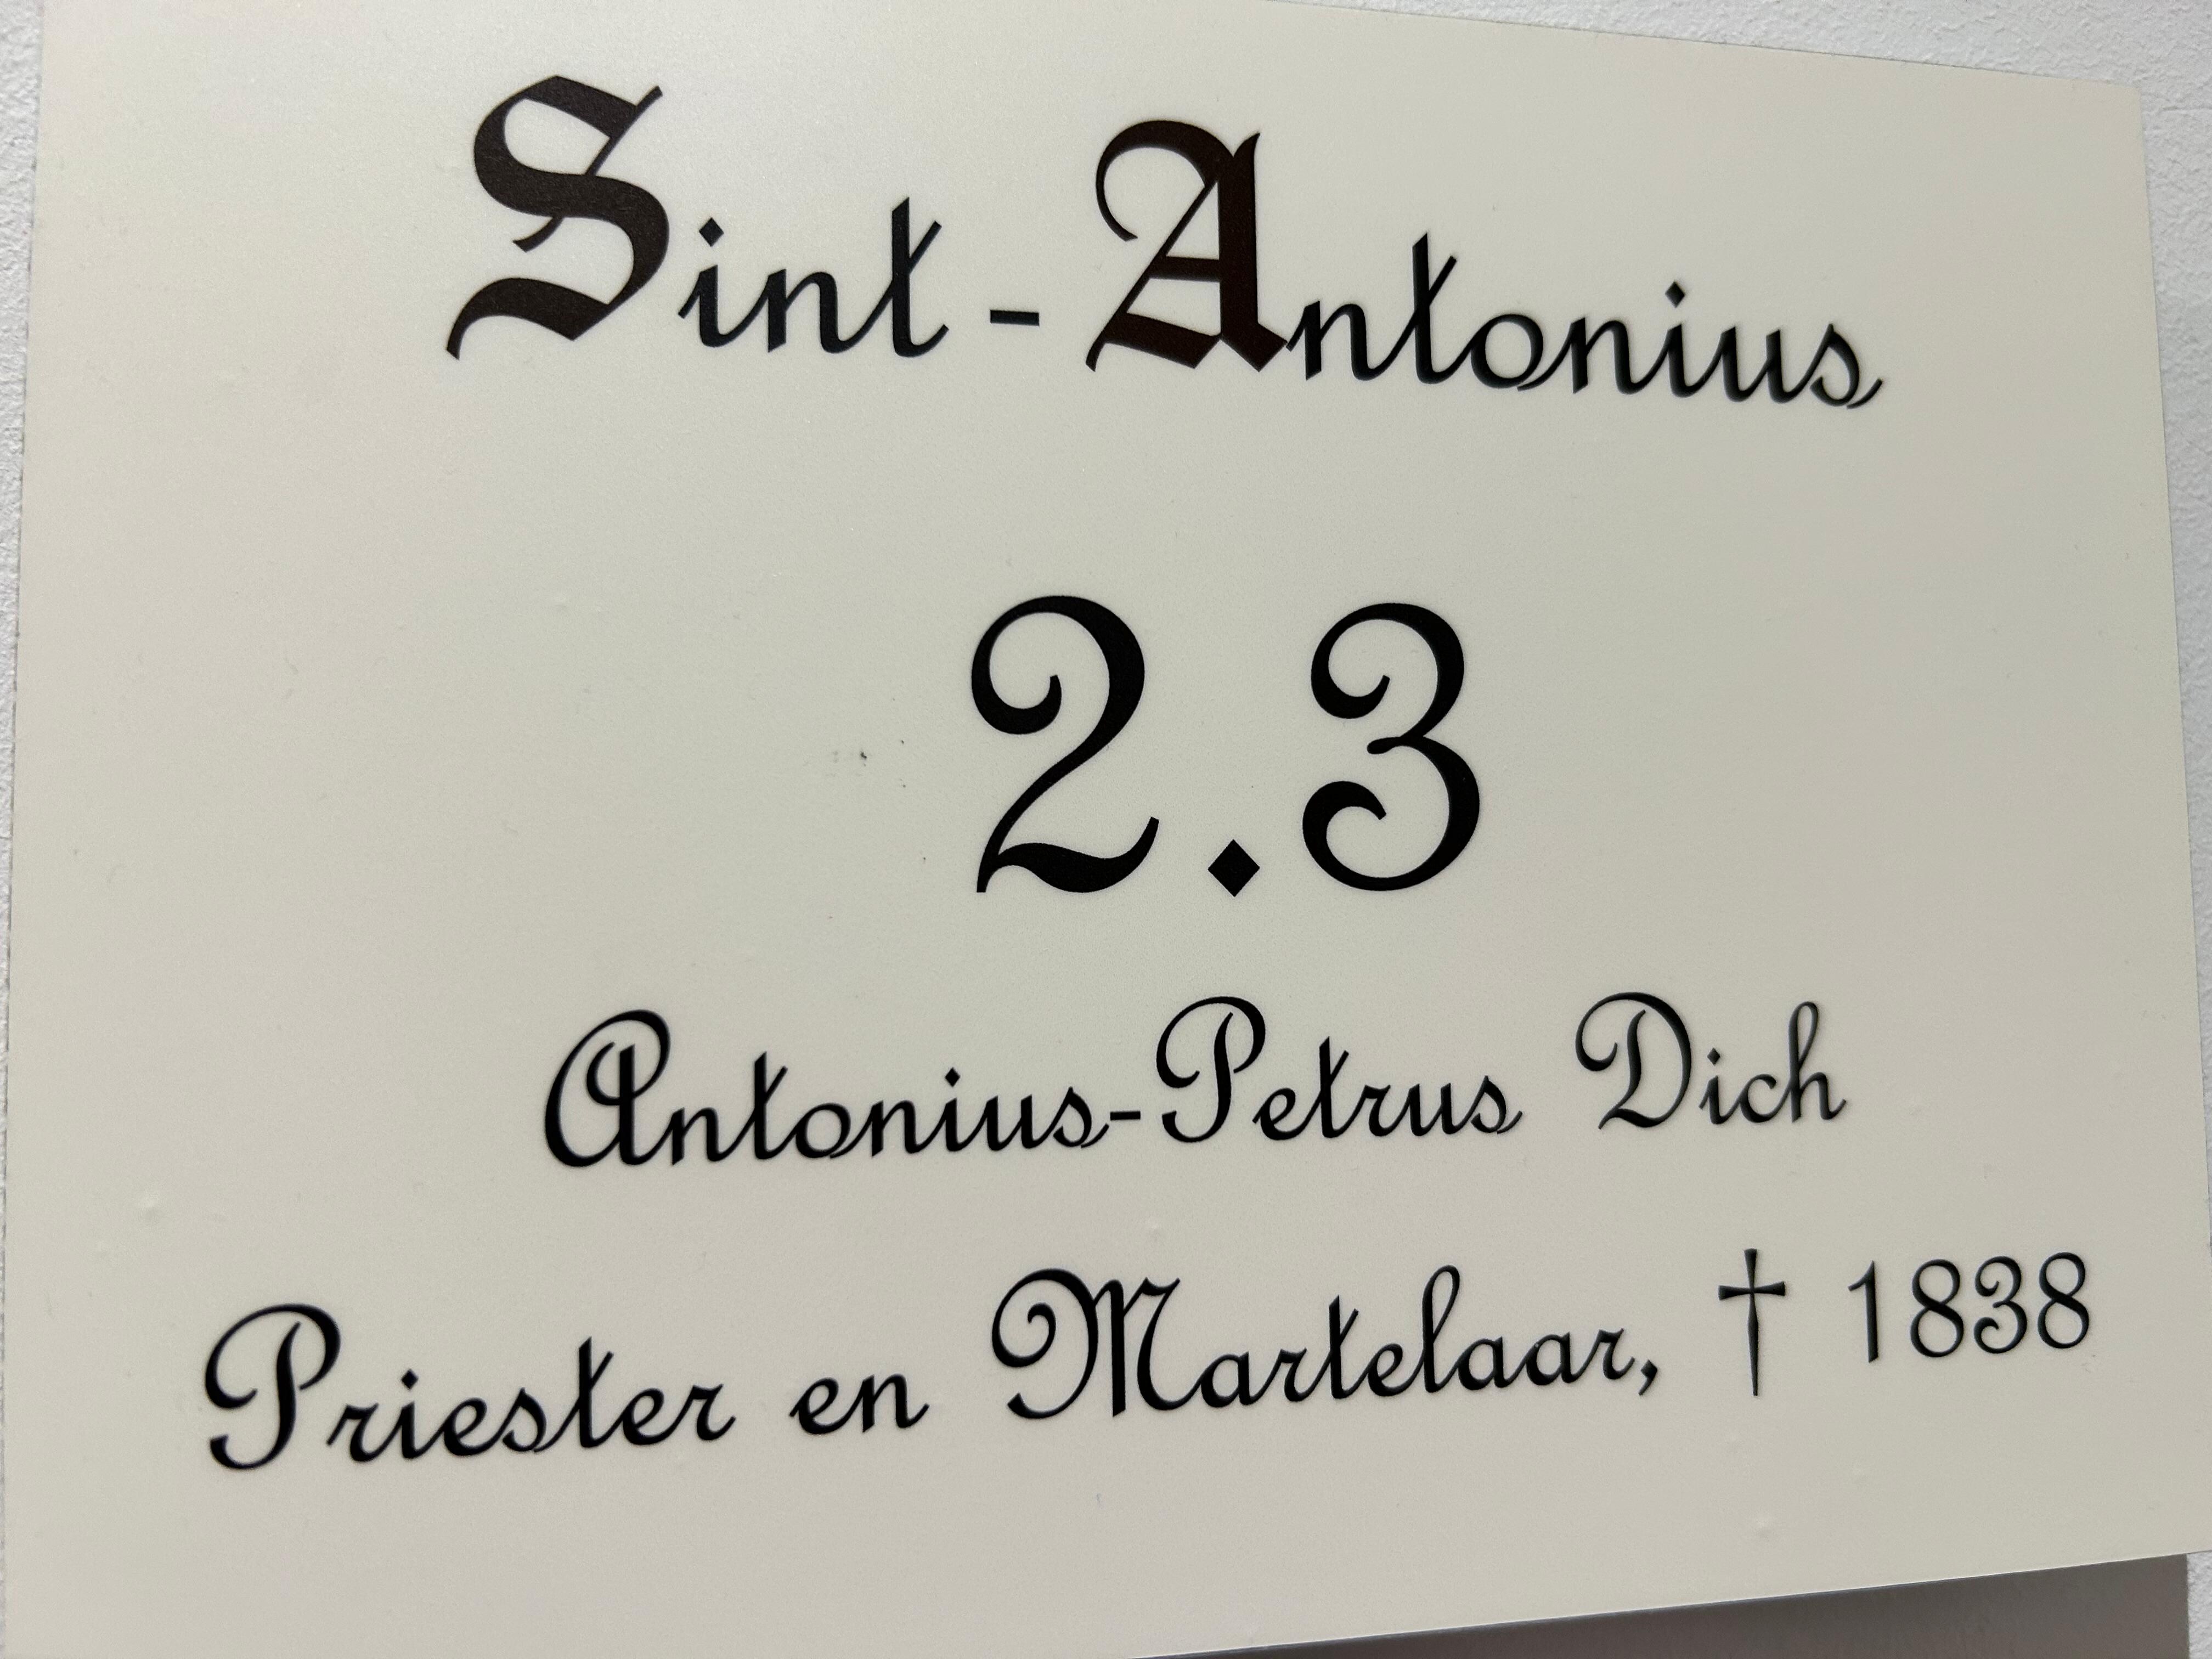 Sint - Antonius
2.3
Antonius-Petrus Dich
Priester en Martelaar, † 1838